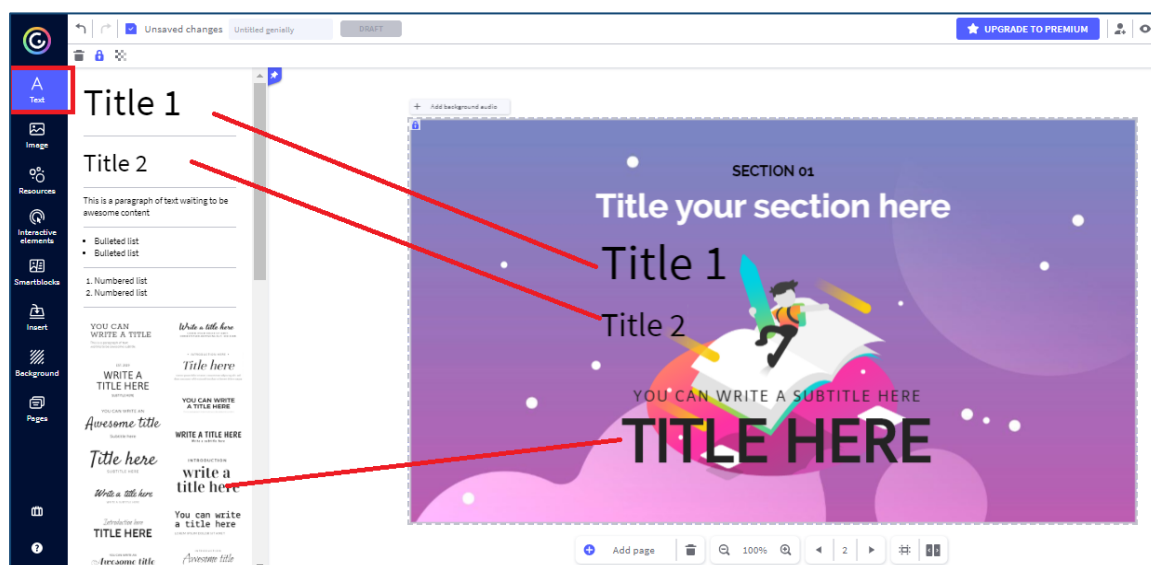 Unsaved changes
Untitled genially
DRAFT
UPGRADE TO PREMIUM
Text
Image
Resources
Interactive
elements
Smartblocks
Insert
Background
Pages
Title 1
Title 2
This is a paragraph of text waiting to be
awesome content
• Bulleted list
• Bulleted list
1. Numbered list
2. Numbered list
YOU CAN
WRITE A TITLE
Write a title here
WRITE A
TITLE HERE
Title here
YOU CAN WRITE AN
Awesome title
YOU CAN WRITE
A TITLE HERE
WRITE A TITLE HERE
Title here
SUBTITLE HERE
INTRODUCTION
write a
title here
Write a title here
You can write
a title here
Introduction here
TITLE HERE
Awesome title
Awesome title
+ Add background audio
SECTION 01
Title your section here
Title 1
Title 2
YOU CAN WRITE A SUBTITLE HERE
TITLE HERE
Add page
100%
2